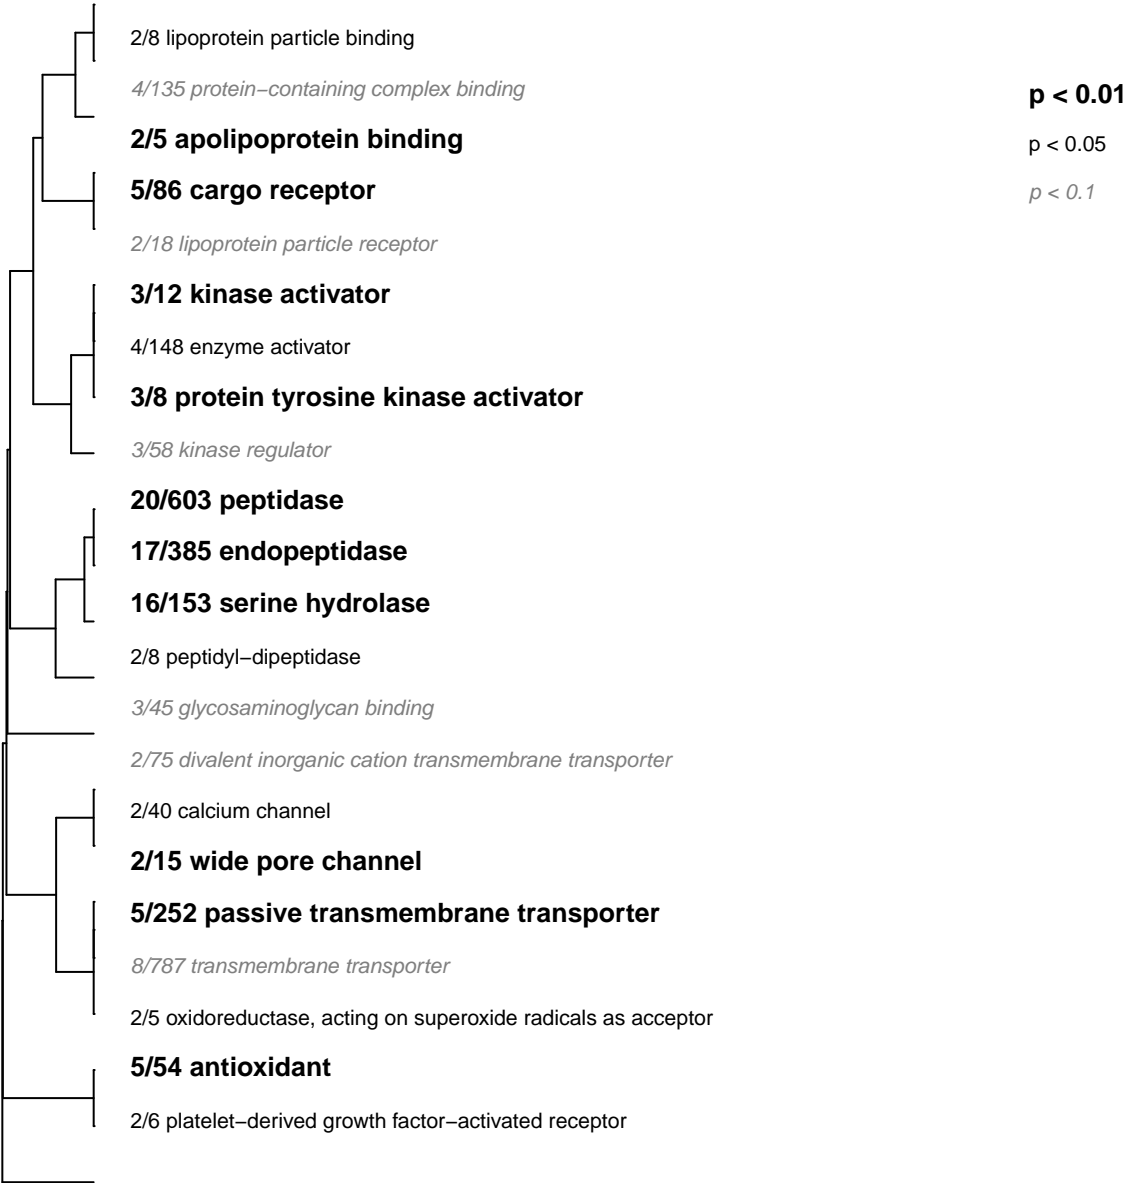 2/8 lipoprotein particle binding
4/135 protein−containing complex binding
2/5 apolipoprotein binding
5/86 cargo receptor
2/18 lipoprotein particle receptor
3/12 kinase activator
4/148 enzyme activator
3/8 protein tyrosine kinase activator
3/58 kinase regulator
20/603 peptidase
17/385 endopeptidase
16/153 serine hydrolase
2/8 peptidyl−dipeptidase
3/45 glycosaminoglycan binding
2/75 divalent inorganic cation transmembrane transporter
2/40 calcium channel
2/15 wide pore channel
5/252 passive transmembrane transporter
8/787 transmembrane transporter
2/5 oxidoreductase, acting on superoxide radicals as acceptor
5/54 antioxidant
2/6 platelet−derived growth factor−activated receptor
p < 0.01
p < 0.05
p < 0.1